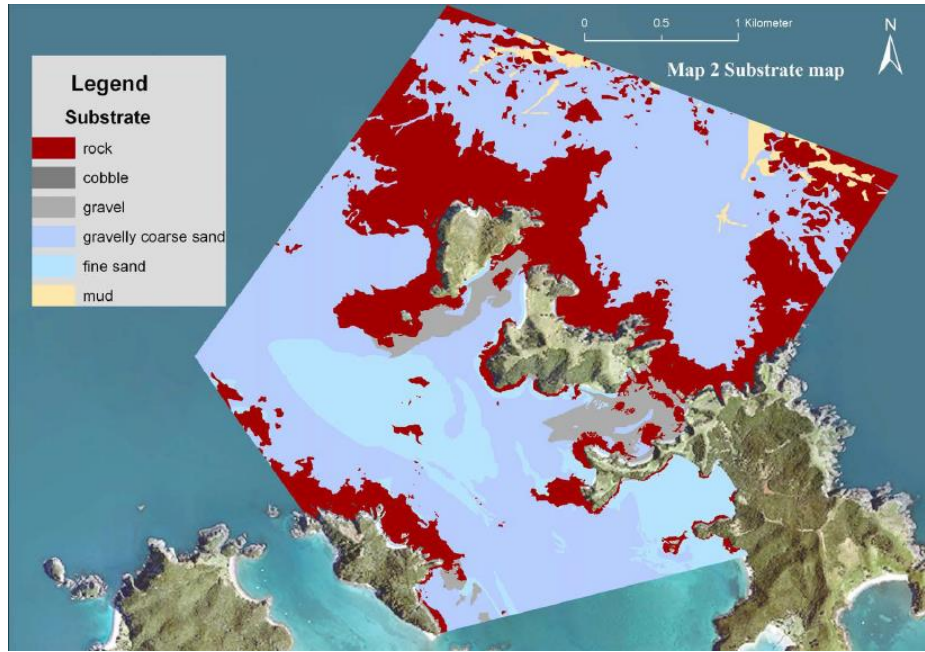 0 0.5 1 Kilometer
N
Map 2 Substrate map
Legend
Substrate
rock
cobble
gravel
gravelly coarse sand
fine sand
mud